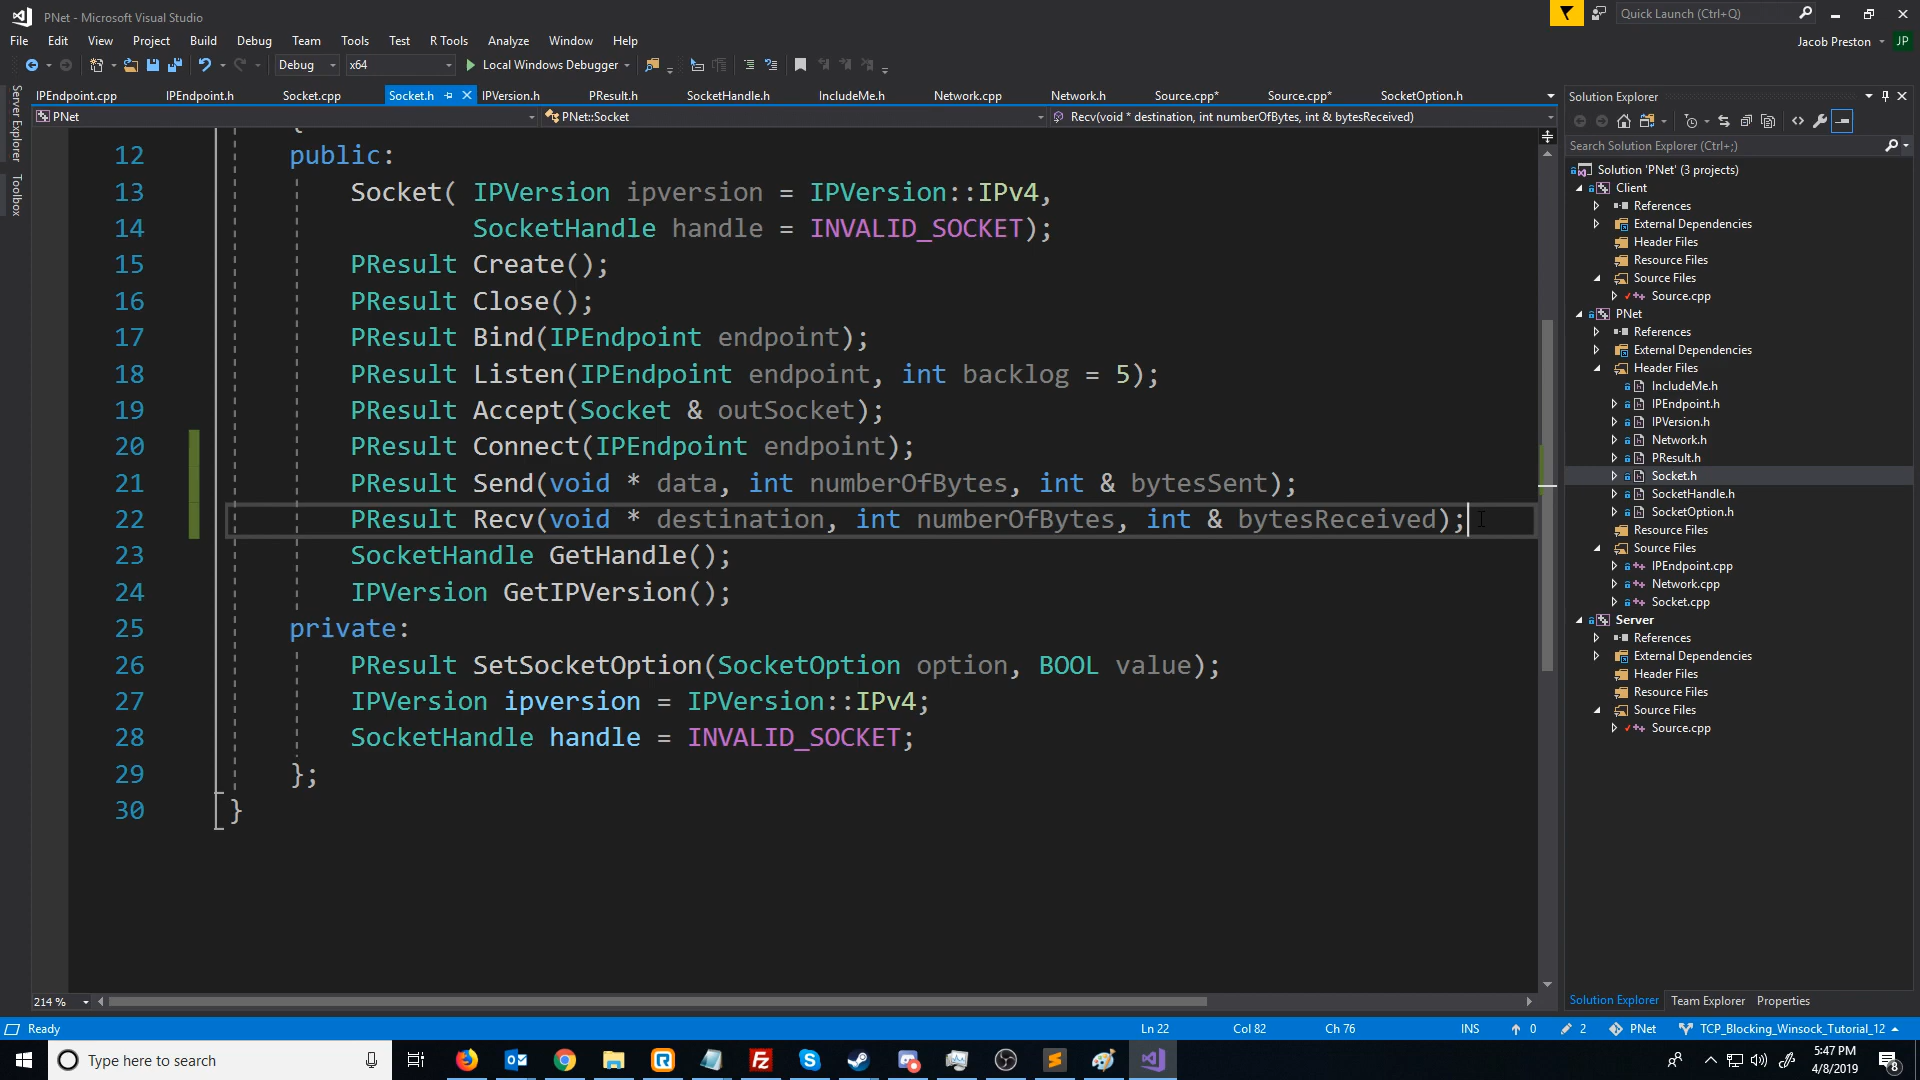 PNet - Microsoft Visual Studio
Quick Launch (Ctrl+Q)
File Edit View Project Build Debug Team Tools Test R Tools Analyze Window Help
Jacob Preston JP
Debug x64 Local Windows Debugger
Server Explorer
Toolbox
IPEndpoint.cpp IPEndpoint.h Socket.cpp Socket.h IPVersion.h PResult.h SocketHandle.h IncludeMe.h Network.cpp Network.h Source.cpp* Source.cpp* SocketOption.h
PNet PNet::Socket Recv(void * destination, int numberOfBytes, int & bytesReceived)
{
12 public:
13 Socket( IPVersion ipversion = IPVersion::IPv4,
14 SocketHandle handle = INVALID_SOCKET);
15 PResult Create();
16 PResult Close();
17 PResult Bind(IPEndpoint endpoint);
18 PResult Listen(IPEndpoint endpoint, int backlog = 5);
19 PResult Accept(Socket & outSocket);
20 PResult Connect(IPEndpoint endpoint);
21 PResult Send(void * data, int numberOfBytes, int & bytesSent);
22 PResult Recv(void * destination, int numberOfBytes, int & bytesReceived);
23 SocketHandle GetHandle();
24 IPVersion GetIPVersion();
25 private:
26 PResult SetSocketOption(SocketOption option, BOOL value);
27 IPVersion ipversion = IPVersion::IPv4;
28 SocketHandle handle = INVALID_SOCKET;
29 };
30 }
214 %
Solution Explorer
Search Solution Explorer (Ctrl+;)
Solution 'PNet' (3 projects)
Client
References
External Dependencies
Header Files
Resource Files
Source Files
Source.cpp
PNet
References
External Dependencies
Header Files
IncludeMe.h
IPEndpoint.h
IPVersion.h
Network.h
PResult.h
Socket.h
SocketHandle.h
SocketOption.h
Resource Files
Source Files
IPEndpoint.cpp
Network.cpp
Socket.cpp
Server
References
External Dependencies
Header Files
Resource Files
Source Files
Source.cpp
Solution Explorer Team Explorer Properties
Ready Ln 22 Col 82 Ch 76 INS 0 2 PNet TCP_Blocking_Winsock_Tutorial_12
Type here to search
5:47 PM
4/8/2019
8